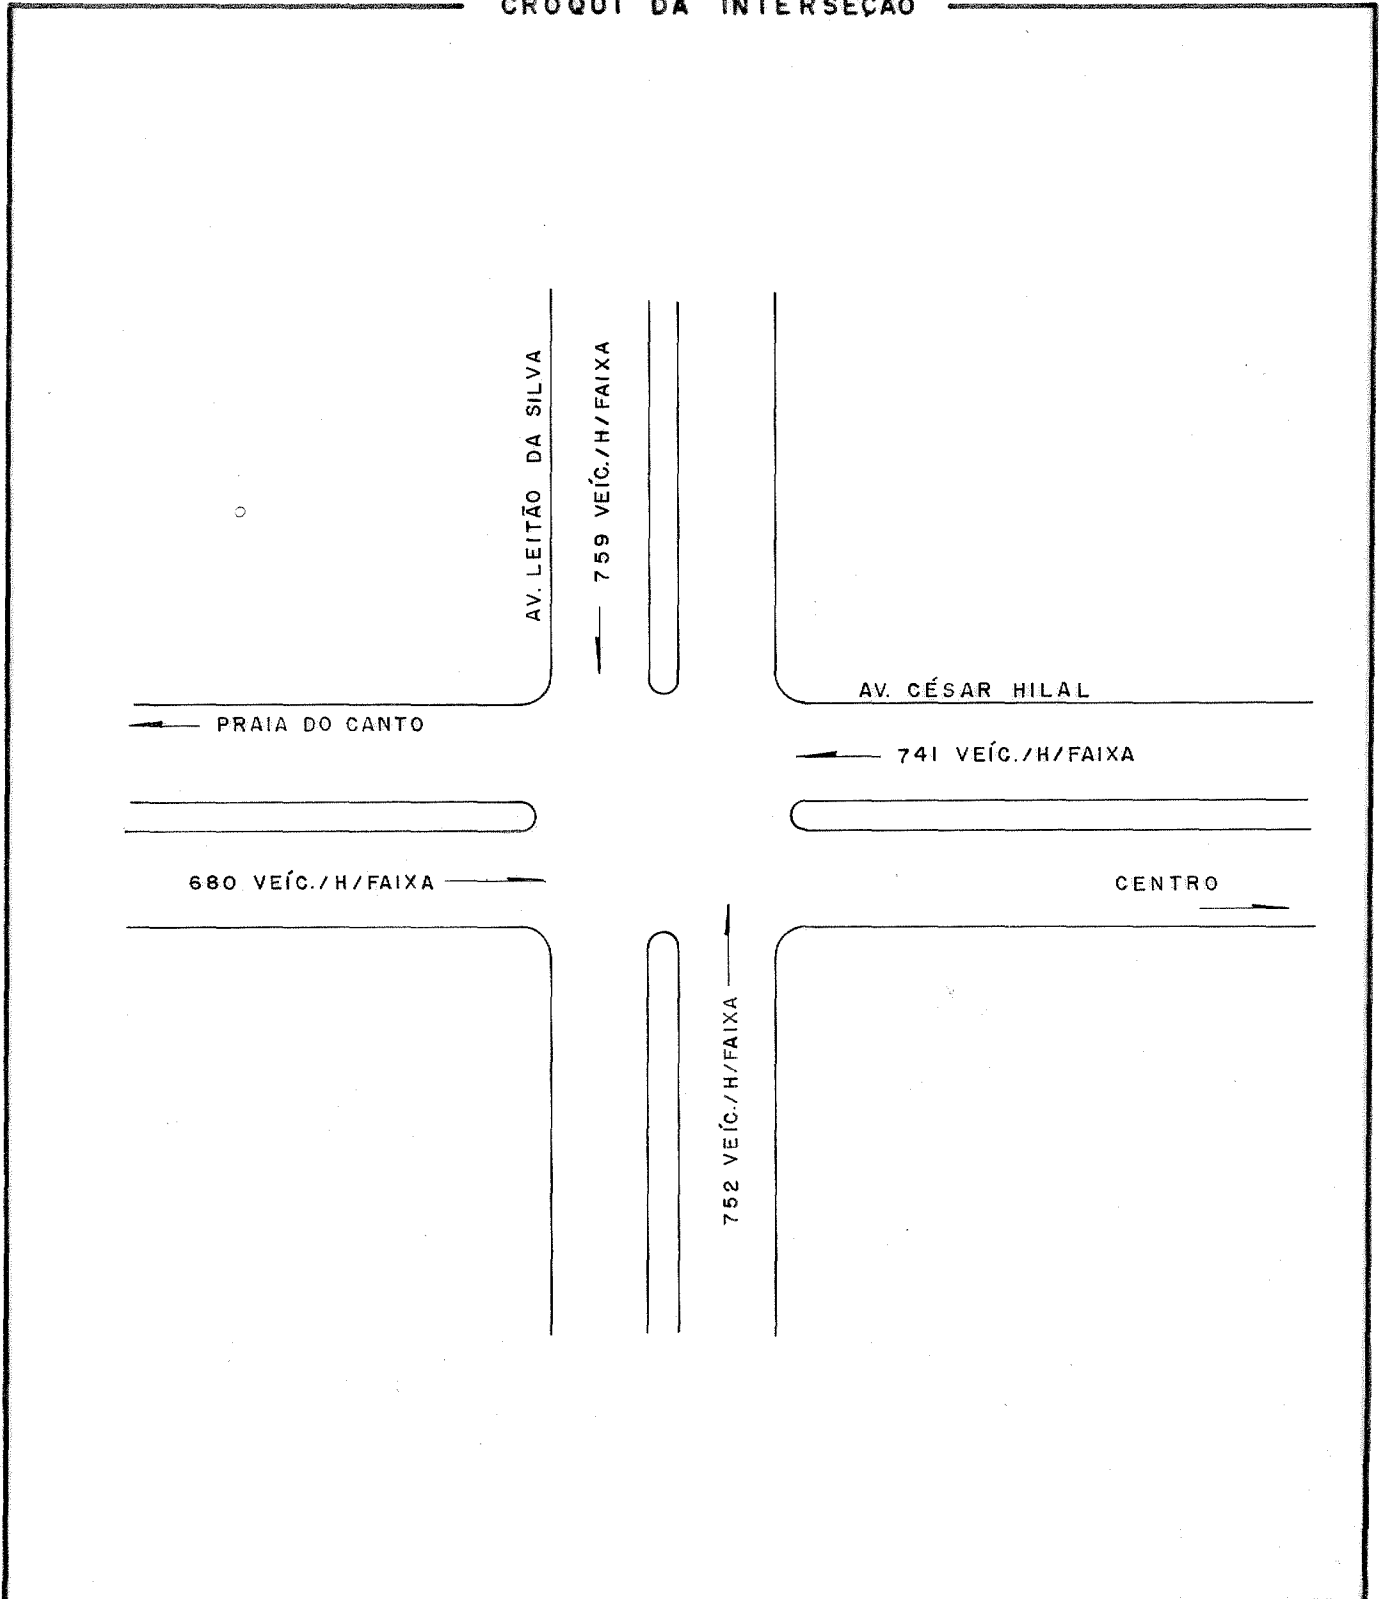 CROQUI DA INTERSEÇÃO
AV. LEITÃO DA SILVA
759 VEÍC./H/FAIXA
AV. CÉSAR HILAL
PRAIA DO CANTO
741 VEÍC./H/FAIXA
680 VEÍC./H/FAIXA
CENTRO
752 VEÍC./H/FAIXA